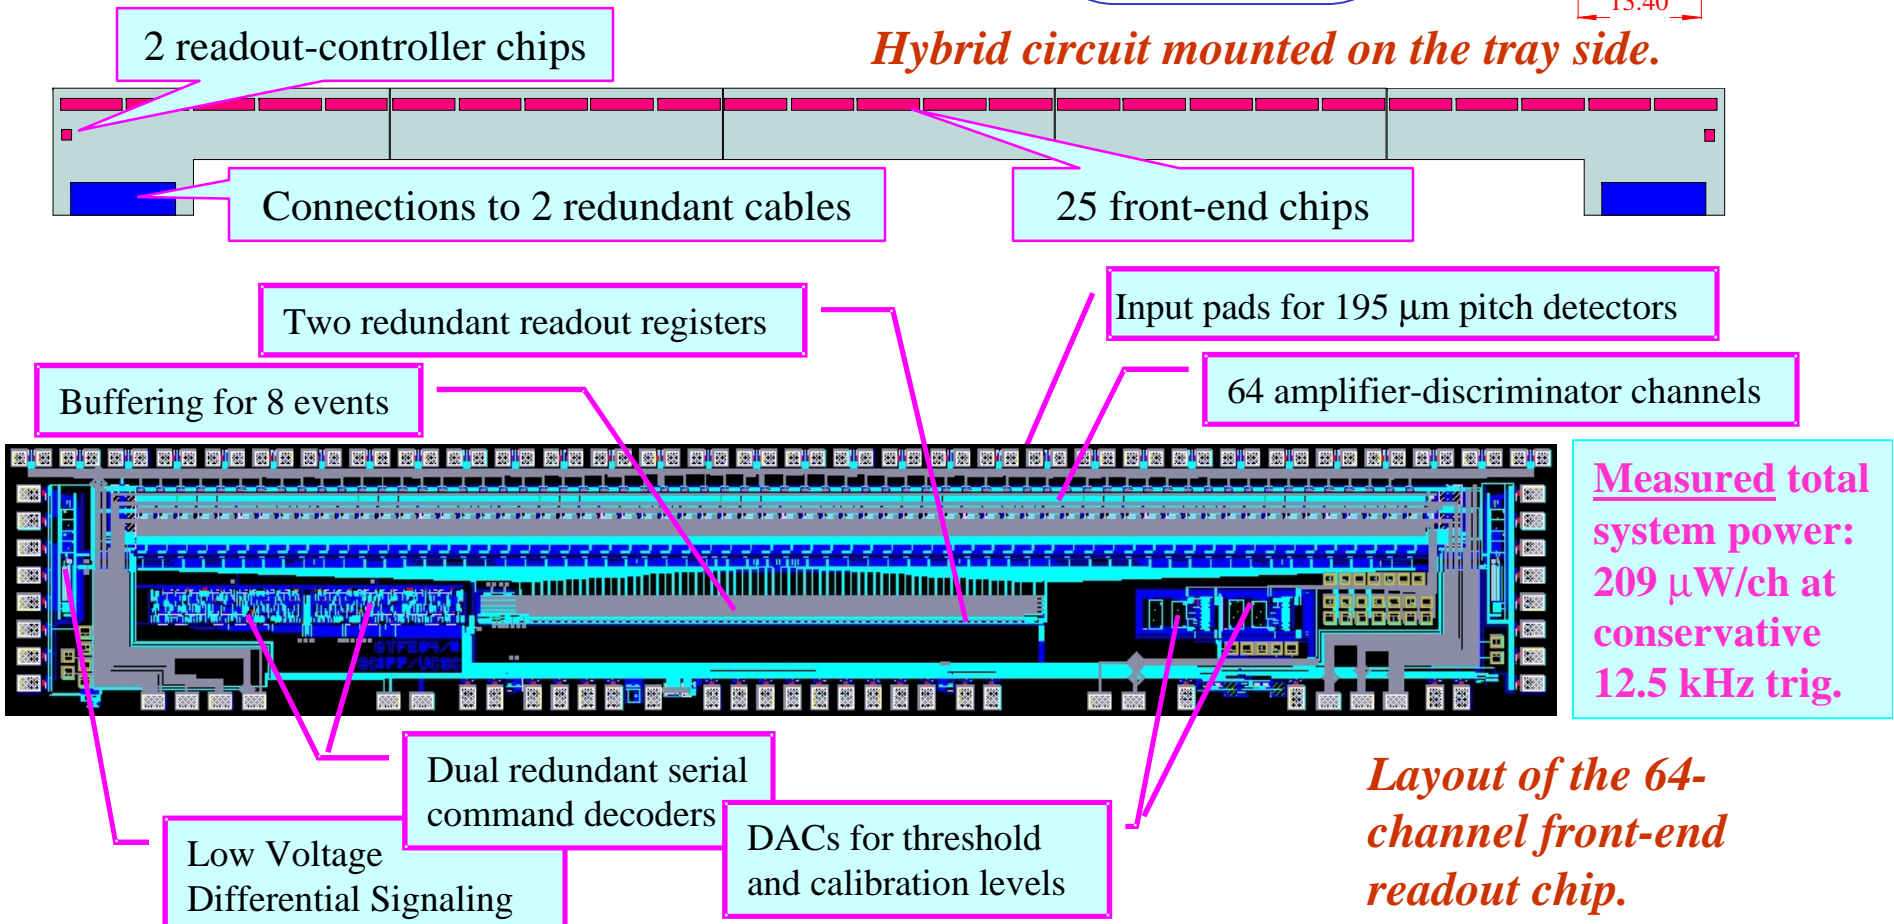 13.40
2 readout-controller chips
Hybrid circuit mounted on the tray side.
Connections to 2 redundant cables
25 front-end chips
Two redundant readout registers
Input pads for 195 μm pitch detectors
Buffering for 8 events
64 amplifier-discriminator channels
Measured total
system power:
209 μW/ch at
conservative
12.5 kHz trig.
Dual redundant serial
command decoders
Low Voltage
Differential Signaling
DACs for threshold
and calibration levels
Layout of the 64-
channel front-end
readout chip.